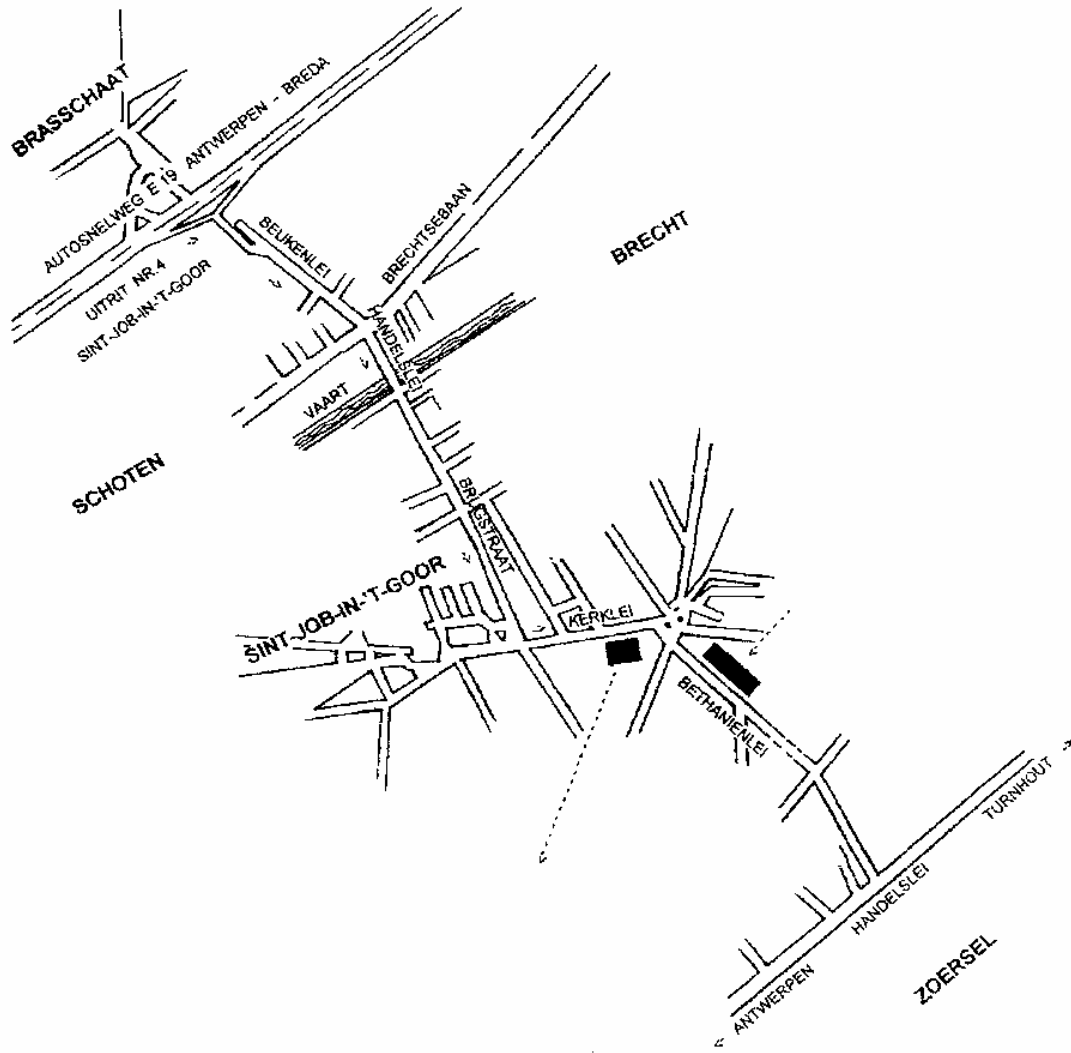 BRASSCHAAT
ANTWERPEN - BREDA
AUTOSNELWEG E 19
UITRIT NR.4
SINT-JOB-IN-'T-GOOR
BEUKENLEI
BRECHTSEBAAN
BRECHT
HANDELSLEI
VAART
SCHOTEN
BRUGSTRAAT
SINT-JOB-IN-'T-GOOR
KERKLEI
BETHANIENLEI
TURNHOUT
HANDELSLEI
ANTWERPEN
ZOERSEL